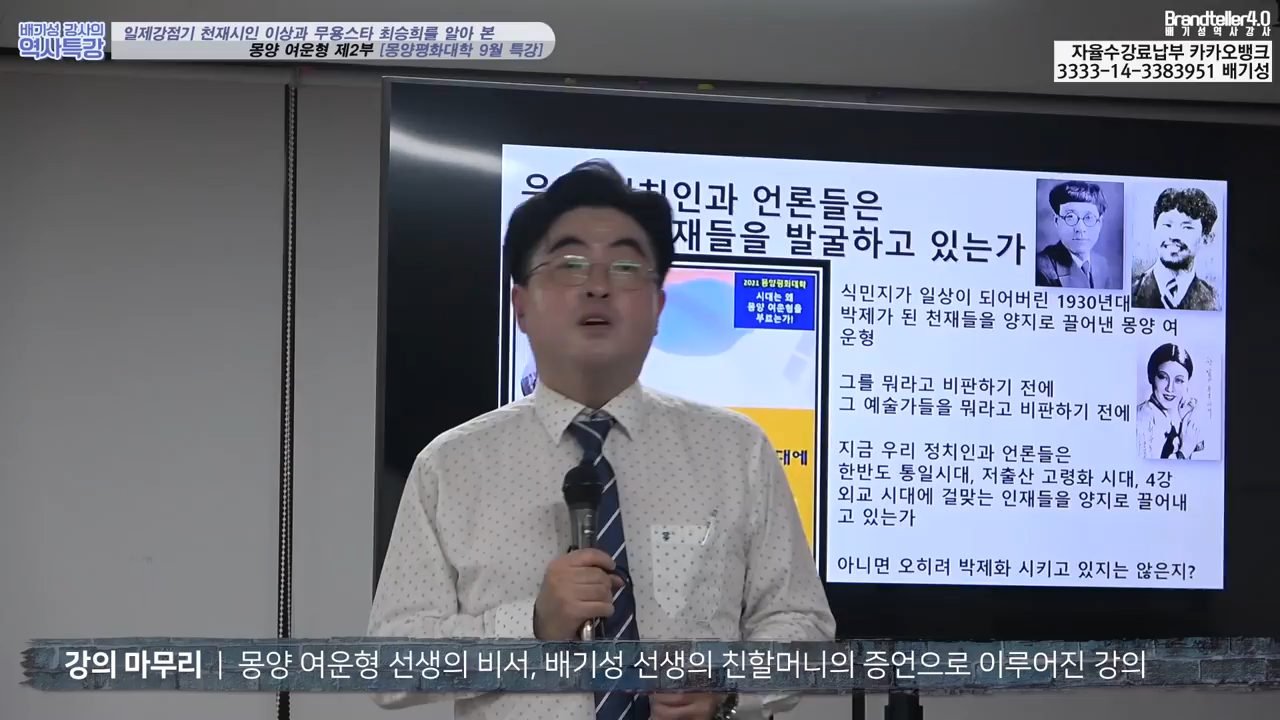 배기성 강사의
역사특강
일제강점기 천재시인 이상과 무용스타 최승희를 알아 본
몽양 여운형 제2부 [몽양평화대학 9월 특강]
Brandteller4.0
배기성역사강사
자율수강료납부 카카오뱅크
3333-14-3383951 배기성
치인과 언론들은
재들을 발굴하고 있는가
2021 몽양평화대학
시대는 왜
몽양 여운형을
부르는가!
대에
식민지가 일상이 되어버린 1930년대
박제가 된 천재들을 양지로 끌어낸 몽양 여
운형
그를 뭐라고 비판하기 전에
그 예술가들을 뭐라고 비판하기 전에
지금 우리 정치인과 언론들은
한반도 통일시대, 저출산 고령화 시대, 4강
외교 시대에 걸맞는 인재들을 양지로 끌어내
고 있는가
아니면 오히려 박제화 시키고 있지는 않은지?
강의 마무리 | 몽양 여운형 선생의 비서, 배기성 선생의 친할머니의 증언으로 이루어진 강의